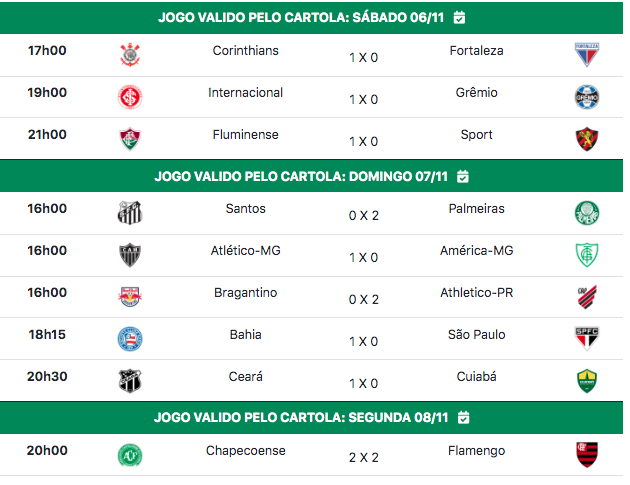 JOGO VALIDO PELO CARTOLA: SÁBADO 06/11
17h00 Corinthians 1 X 0 Fortaleza
19h00 Internacional 1 X 0 Grêmio
21h00 Fluminense 1 X 0 Sport
JOGO VALIDO PELO CARTOLA: DOMINGO 07/11
16h00 Santos 0 X 2 Palmeiras
16h00 Atlético-MG 1 X 0 América-MG
16h00 Bragantino 0 X 2 Athletico-PR
18h15 Bahia 1 X 0 São Paulo
20h30 Ceará 1 X 0 Cuiabá
JOGO VALIDO PELO CARTOLA: SEGUNDA 08/11
20h00 Chapecoense 2 X 2 Flamengo